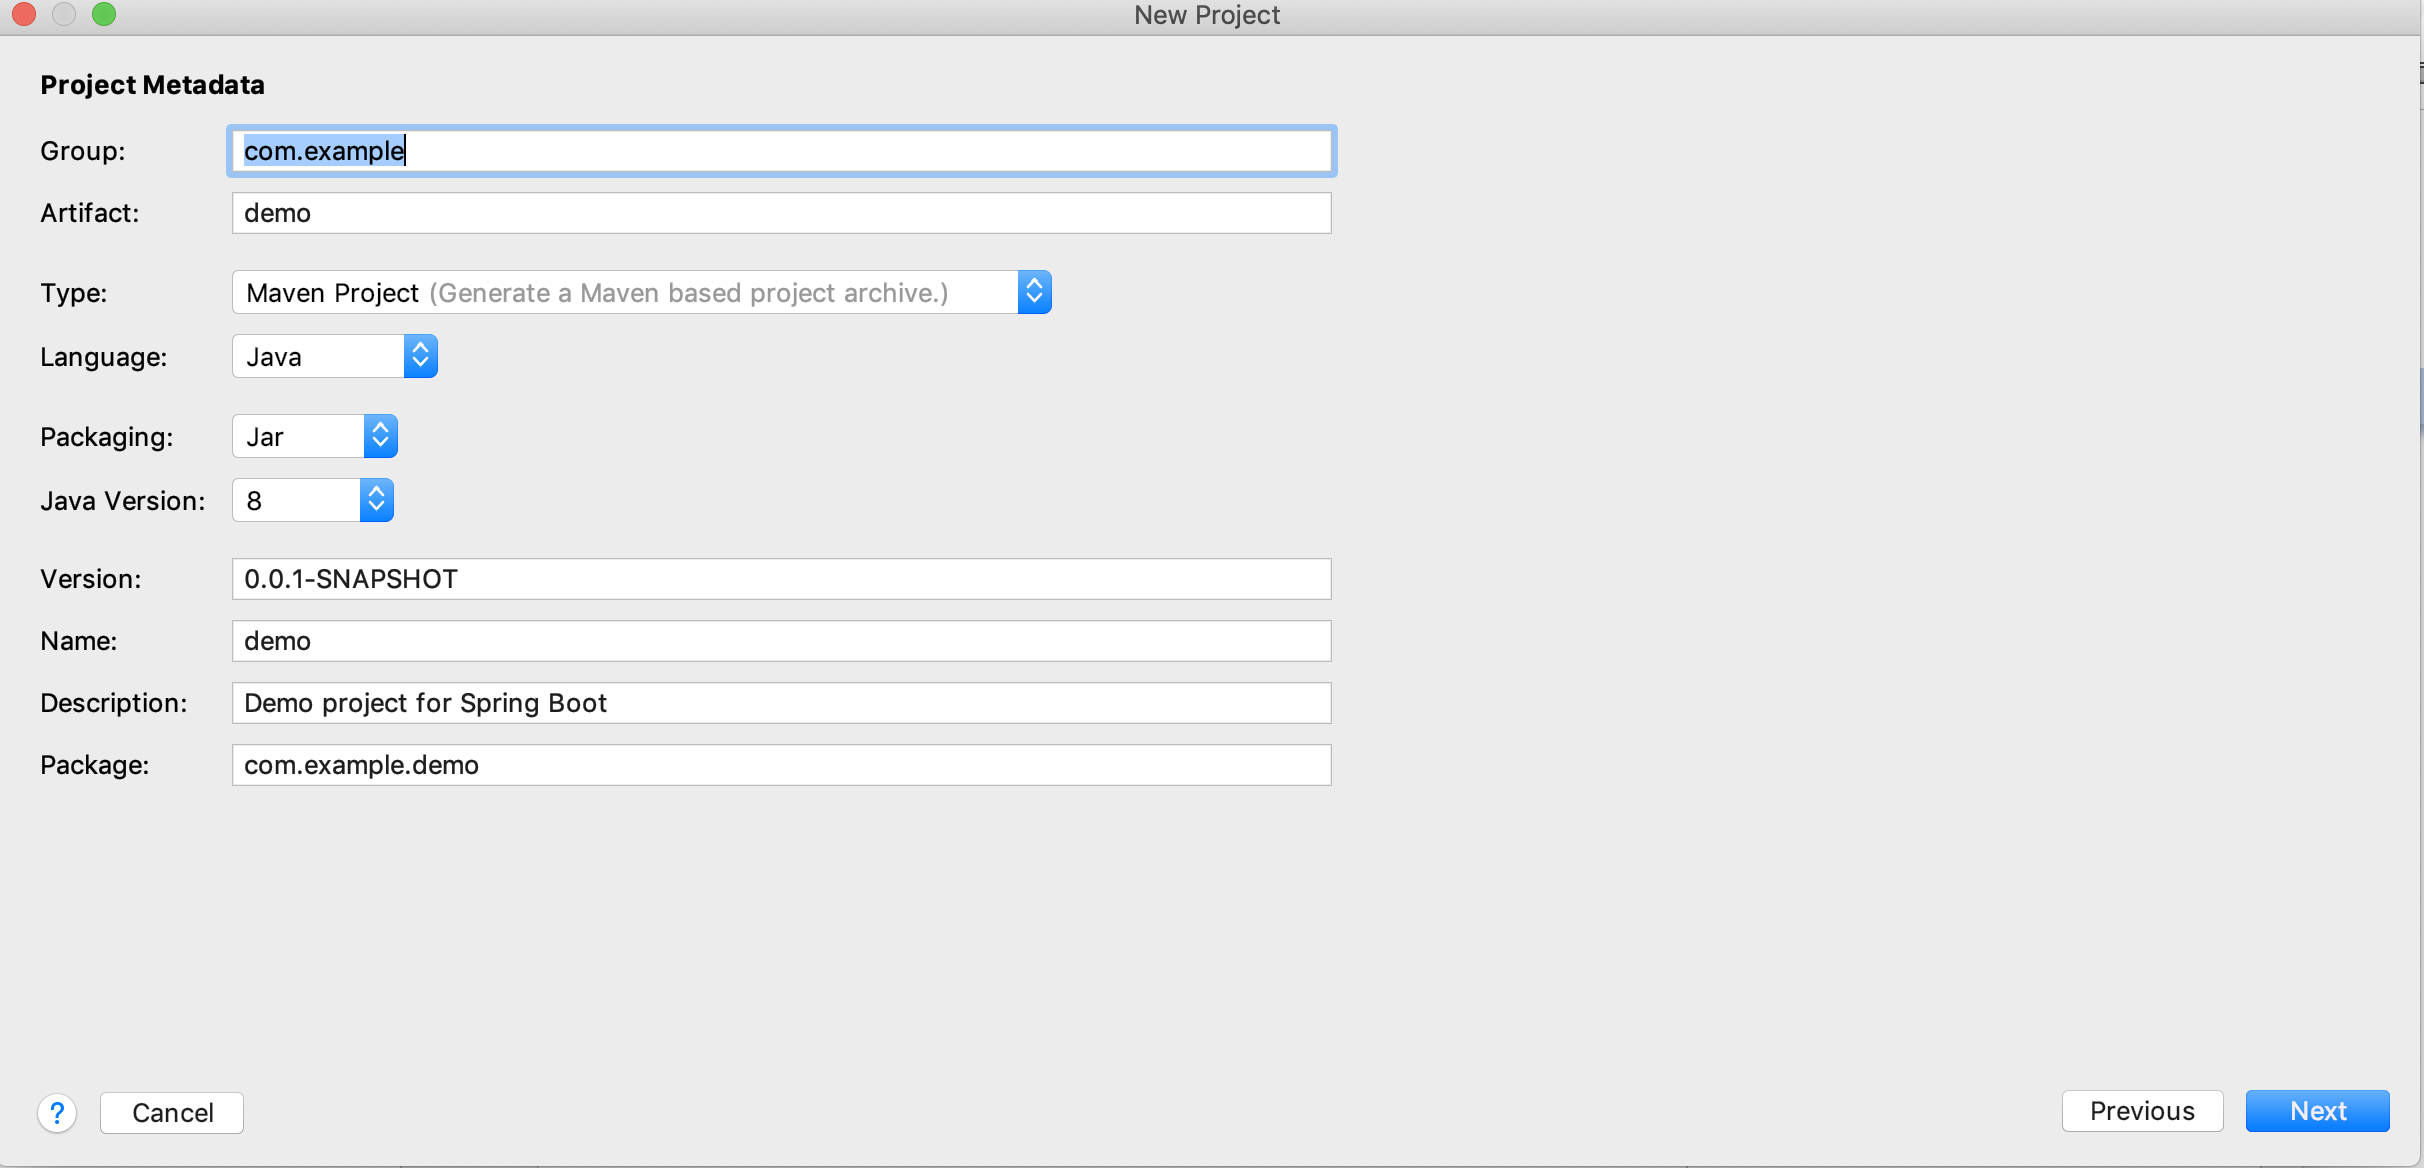 New Project
Project Metadata
Group: com.example
Artifact: demo
Type: Maven Project (Generate a Maven based project archive.)
Language: Java
Packaging: Jar
Java Version: 8
Version: 0.0.1-SNAPSHOT
Name: demo
Description: Demo project for Spring Boot
Package: com.example.demo
? Cancel Previous Next